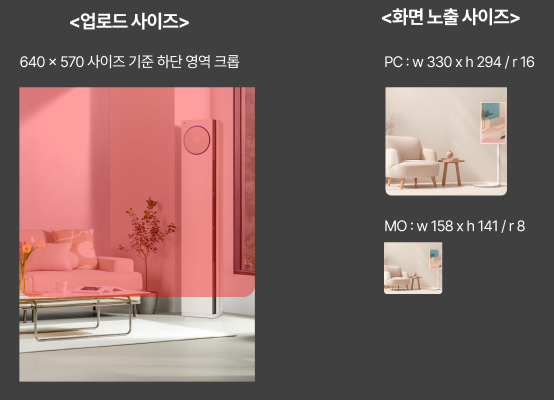 <업로드 사이즈>
640 × 570 사이즈 기준 하단 영역 크롭
<화면 노출 사이즈>
PC : w 330 x h 294 / r 16
MO : w 158 x h 141 / r 8